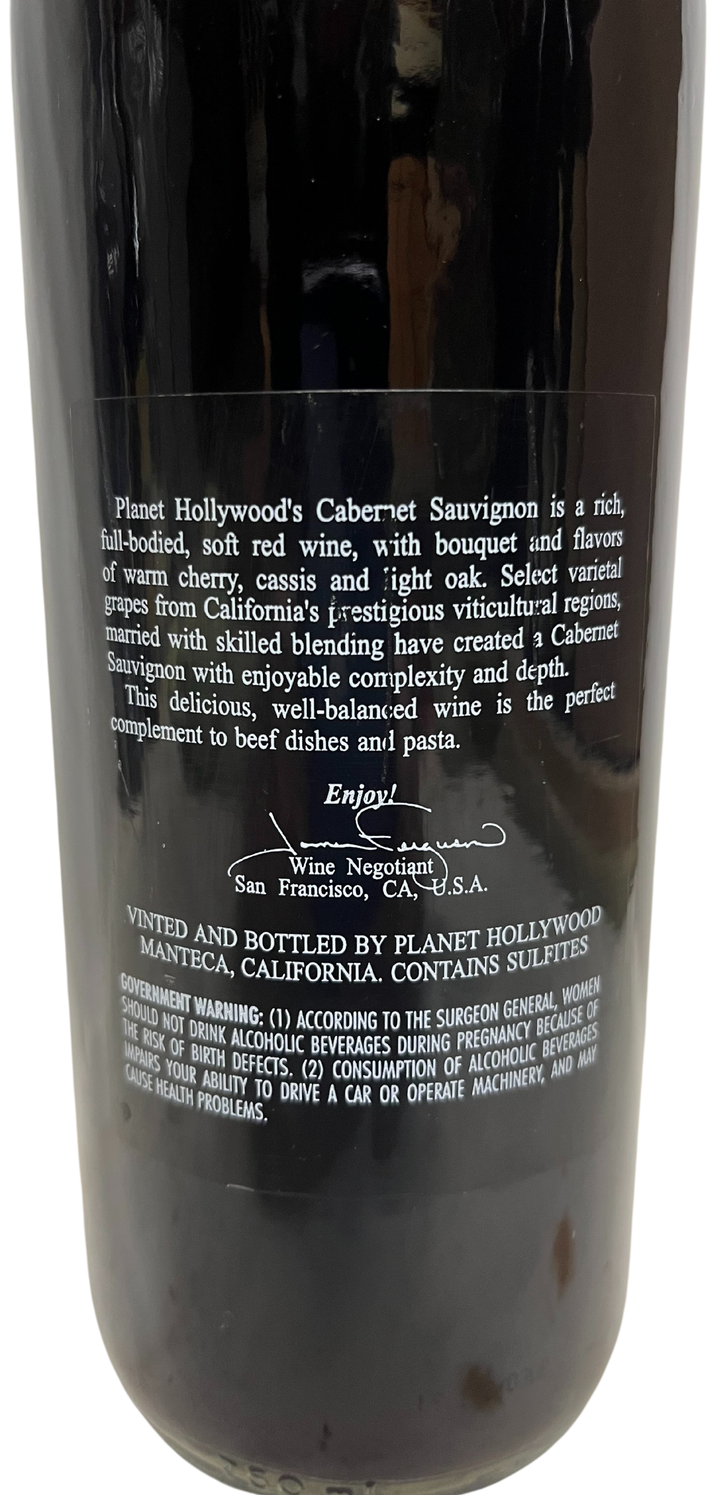 Planet Hollywood's Cabernet Sauvignon is a rich,
full-bodied, soft red wine, with bouquet and flavors
of warm cherry, cassis and light oak. Select varietal
grapes from California's prestigious viticultural regions,
married with skilled blending have created a Cabernet
Sauvignon with enjoyable complexity and depth.
This delicious, well-balanced wine is the perfect
complement to beef dishes and pasta.
Enjoy!
James Ferguson
Wine Negotiant
San Francisco, CA, U.S.A.
VINTED AND BOTTLED BY PLANET HOLLYWOOD
MANTECA, CALIFORNIA. CONTAINS SULFITES
GOVERNMENT WARNING: (1) ACCORDING TO THE SURGEON GENERAL, WOMEN
SHOULD NOT DRINK ALCOHOLIC BEVERAGES DURING PREGNANCY BECAUSE OF
THE RISK OF BIRTH DEFECTS. (2) CONSUMPTION OF ALCOHOLIC BEVERAGES
IMPAIRS YOUR ABILITY TO DRIVE A CAR OR OPERATE MACHINERY, AND MAY
CAUSE HEALTH PROBLEMS.
750 ml